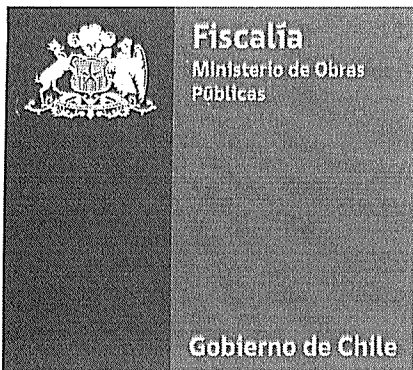 Fiscalía
Ministerio de Obras
Públicas
Gobierno de Chile